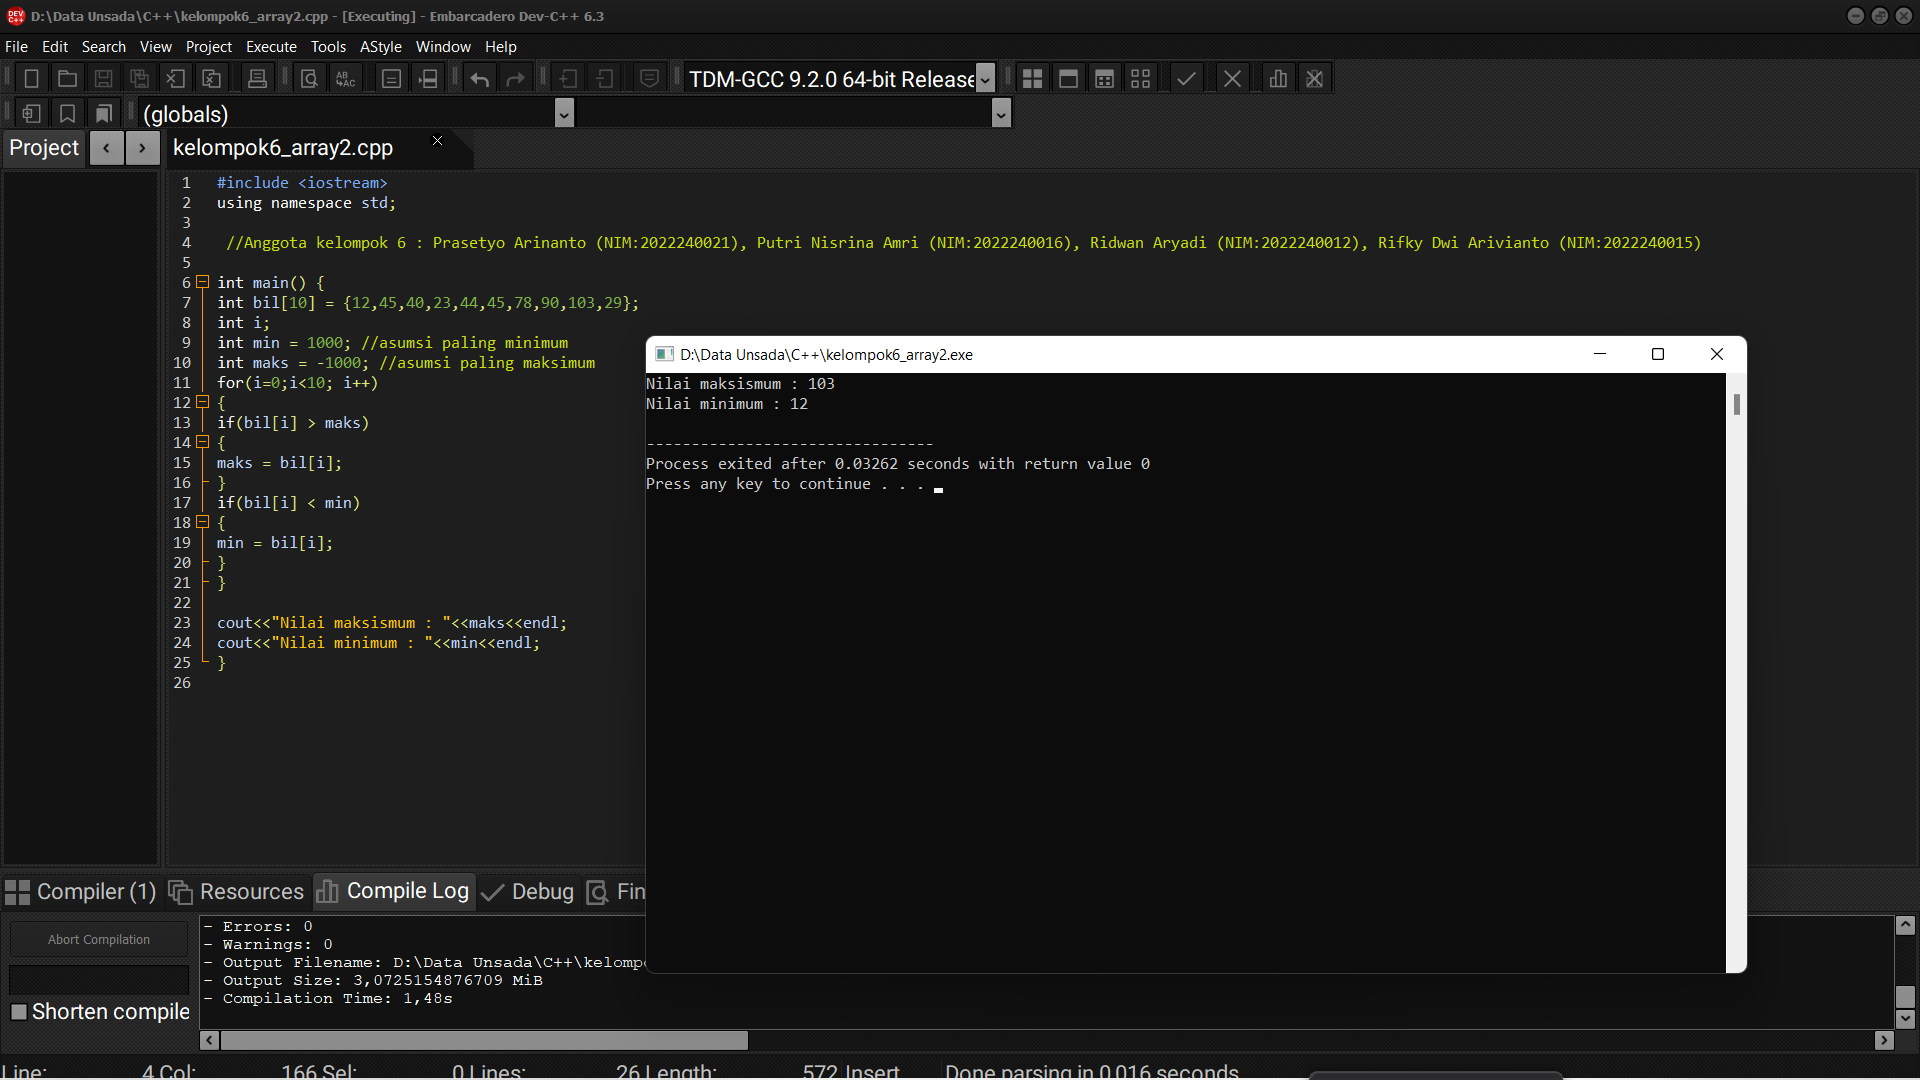 D:\Data Unsada\C++\kelompok6_array2.cpp - [Executing] - Embarcadero Dev-C++ 6.3
File Edit Search View Project Execute Tools AStyle Window Help
TDM-GCC 9.2.0 64-bit Release
(globals)
Project
kelompok6_array2.cpp
1 #include <iostream>
2 using namespace std;
3
4 //Anggota kelompok 6 : Prasetyo Arinanto (NIM:2022240021), Putri Nisrina Amri (NIM:2022240016), Ridwan Aryadi (NIM:2022240012), Rifky Dwi Arivianto (NIM:2022240015)
5
6 int main() {
7 int bil[10] = {12,45,40,23,44,45,78,90,103,29};
8 int i;
9 int min = 1000; //asumsi paling minimum
10 int maks = -1000; //asumsi paling maksimum
11 for(i=0;i<10; i++)
12 {
13 if(bil[i] > maks)
14 {
15 maks = bil[i];
16 }
17 if(bil[i] < min)
18 {
19 min = bil[i];
20 }
21 }
22
23 cout<<"Nilai maksismum : "<<maks<<endl;
24 cout<<"Nilai minimum : "<<min<<endl;
25 }
26
D:\Data Unsada\C++\kelompok6_array2.exe
Nilai maksismum : 103
Nilai minimum : 12
--------------------------------
Process exited after 0.03262 seconds with return value 0
Press any key to continue . . .
Compiler (1) Resources Compile Log Debug Fin
Abort Compilation
Shorten compile
- Errors: 0
- Warnings: 0
- Output Filename: D:\Data Unsada\C++\kelomp
- Output Size: 3,0725154876709 MiB
- Compilation Time: 1,48s
Line: 4 Col: 166 Sel: 0 Lines: 26 Length: 572 Insert Done parsing in 0.016 seconds